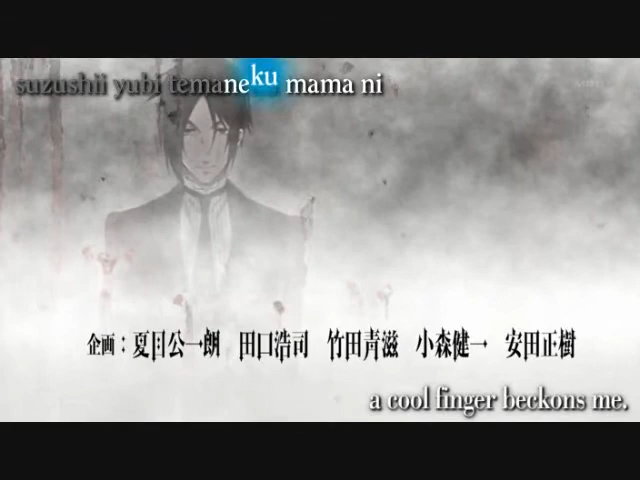 suzushii yubi temaneku mama ni
企画：夏目公一朗 田口浩司 竹田青滋 小森健一 安田正樹
a cool finger beckons me.